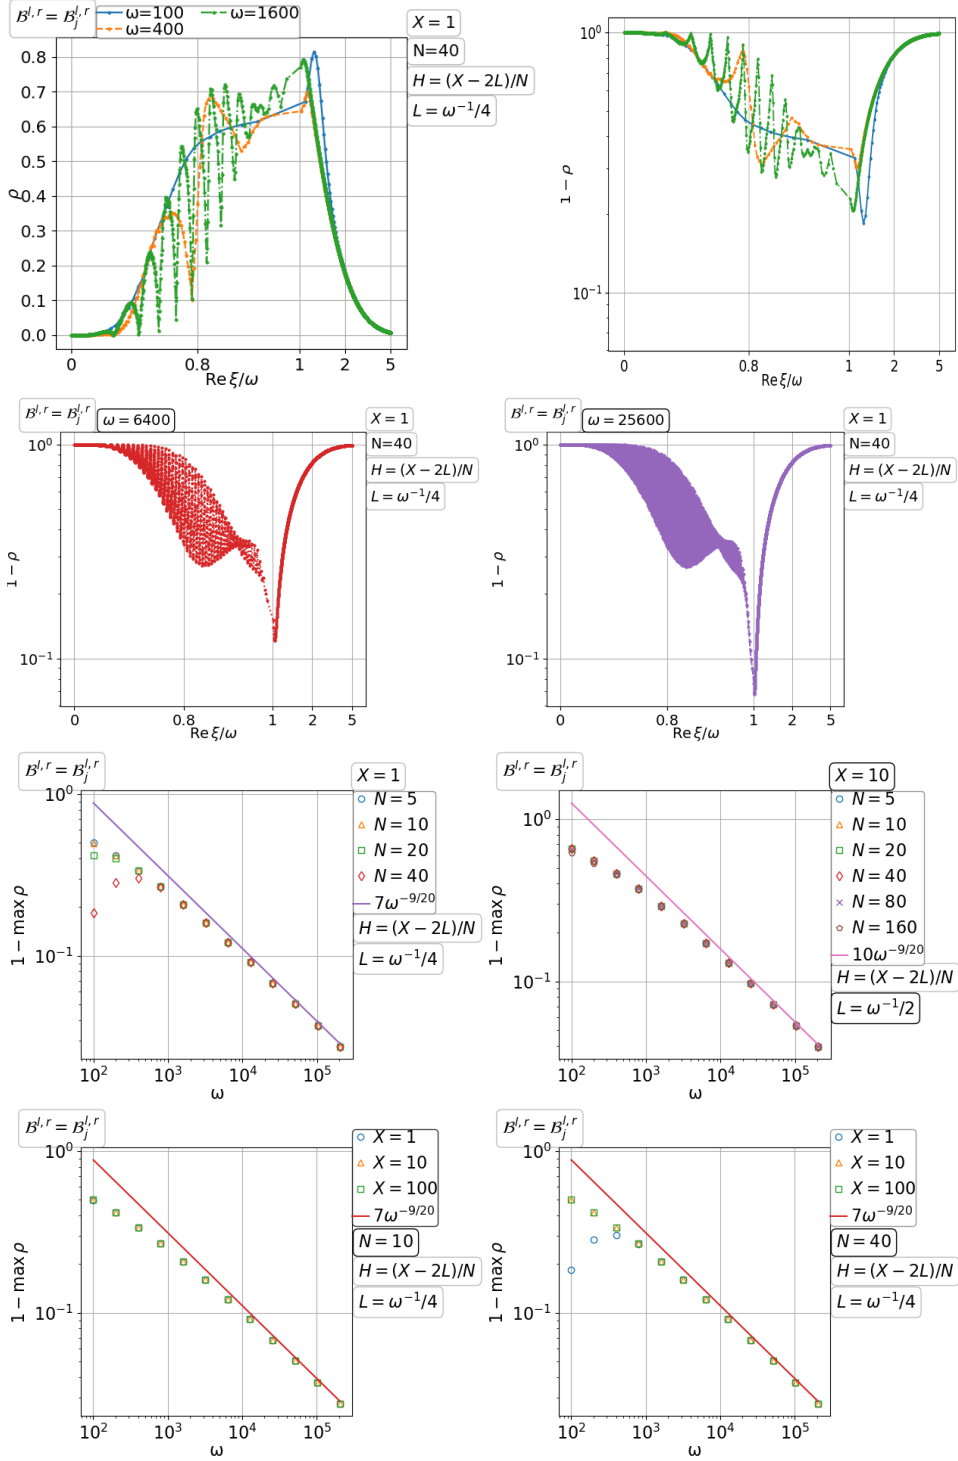 ℬ^{l,r} = ℬ_j^{l,r}
ω=100
ω=400
ω=1600
X = 1
N=40
H = (X − 2L)/N
L = ω^{−1}/4
ρ
0.8
0.7
0.6
0.5
0.4
0.3
0.2
0.1
0.0
0 0.8 1 2 5
Re ξ/ω
1 − ρ
10^0
10^{−1}
0 0.8 1 2 5
Re ξ/ω
ℬ^{l,r} = ℬ_j^{l,r}
ω = 6400
X = 1
N=40
H = (X − 2L)/N
L = ω^{−1}/4
1 − ρ
10^0
10^{−1}
0 0.8 1 2 5
Re ξ/ω
ℬ^{l,r} = ℬ_j^{l,r}
ω = 25600
X = 1
N=40
H = (X − 2L)/N
L = ω^{−1}/4
1 − ρ
10^0
10^{−1}
0 0.8 1 2 5
Re ξ/ω
ℬ^{l,r} = ℬ_j^{l,r}
X = 1
N = 5
N = 10
N = 20
N = 40
7ω^{−9/20}
H = (X − 2L)/N
L = ω^{−1}/4
1 − max ρ
10^0
10^{−1}
10^2 10^3 10^4 10^5
ω
ℬ^{l,r} = ℬ_j^{l,r}
X = 10
N = 5
N = 10
N = 20
N = 40
N = 80
N = 160
10ω^{−9/20}
H = (X − 2L)/N
L = ω^{−1}/2
1 − max ρ
10^0
10^{−1}
10^2 10^3 10^4 10^5
ω
ℬ^{l,r} = ℬ_j^{l,r}
X = 1
X = 10
X = 100
7ω^{−9/20}
N = 10
H = (X − 2L)/N
L = ω^{−1}/4
1 − max ρ
10^0
10^{−1}
10^2 10^3 10^4 10^5
ω
ℬ^{l,r} = ℬ_j^{l,r}
X = 1
X = 10
X = 100
7ω^{−9/20}
N = 40
H = (X − 2L)/N
L = ω^{−1}/4
1 − max ρ
10^0
10^{−1}
10^2 10^3 10^4 10^5
ω